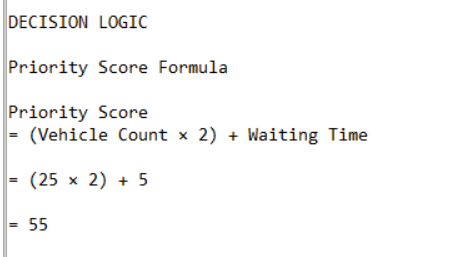 DECISION LOGIC
Priority Score Formula
Priority Score
= (Vehicle Count × 2) + Waiting Time
= (25 × 2) + 5
= 55